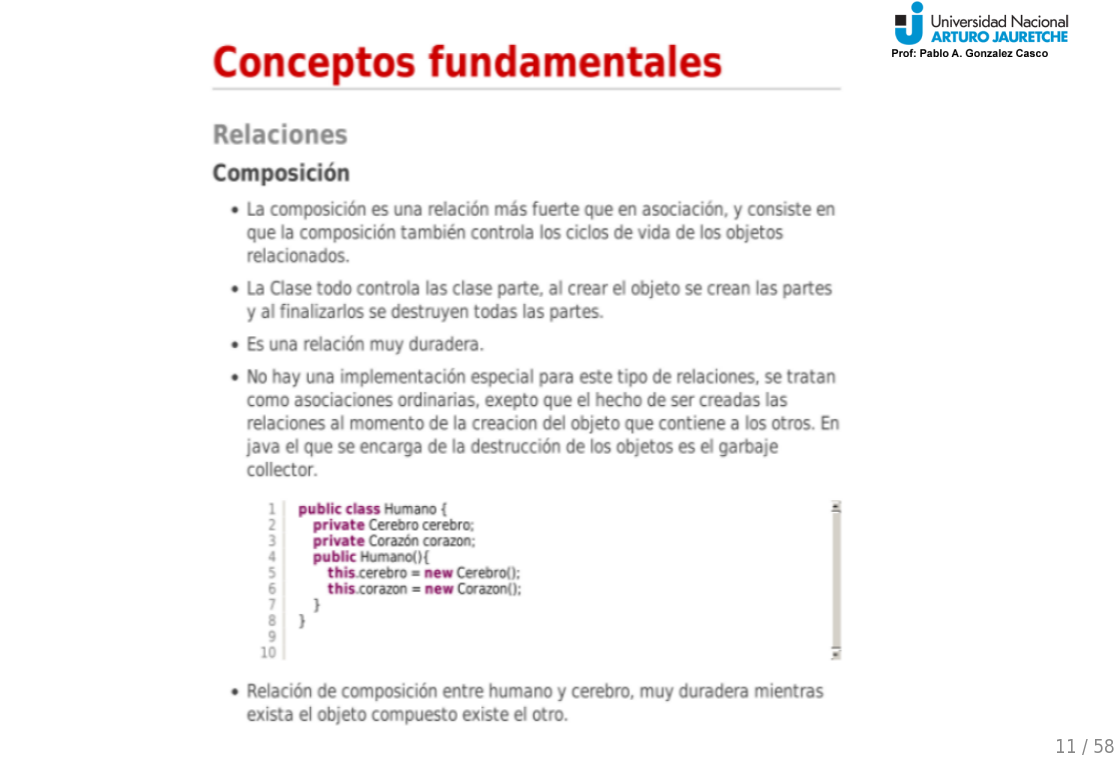 Universidad Nacional
ARTURO JAURETCHE
Prof: Pablo A. Gonzalez Casco
Conceptos fundamentales
Relaciones
Composición
• La composición es una relación más fuerte que en asociación, y consiste en
que la composición también controla los ciclos de vida de los objetos
relacionados.
• La Clase todo controla las clase parte, al crear el objeto se crean las partes
y al finalizarlos se destruyen todas las partes.
• Es una relación muy duradera.
• No hay una implementación especial para este tipo de relaciones, se tratan
como asociaciones ordinarias, exepto que el hecho de ser creadas las
relaciones al momento de la creacion del objeto que contiene a los otros. En
java el que se encarga de la destrucción de los objetos es el garbaje
collector.
1 public class Humano {
2 private Cerebro cerebro;
3 private Corazón corazon;
4 public Humano(){
5 this.cerebro = new Cerebro();
6 this.corazon = new Corazon();
7 }
8 }
9
10
• Relación de composición entre humano y cerebro, muy duradera mientras
exista el objeto compuesto existe el otro.
11 / 58